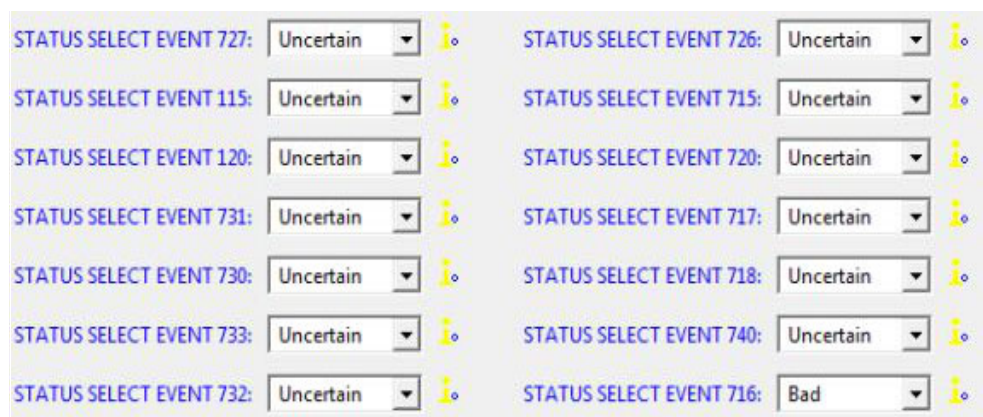 STATUS SELECT EVENT 727: Uncertain STATUS SELECT EVENT 726: Uncertain
STATUS SELECT EVENT 115: Uncertain STATUS SELECT EVENT 715: Uncertain
STATUS SELECT EVENT 120: Uncertain STATUS SELECT EVENT 720: Uncertain
STATUS SELECT EVENT 731: Uncertain STATUS SELECT EVENT 717: Uncertain
STATUS SELECT EVENT 730: Uncertain STATUS SELECT EVENT 718: Uncertain
STATUS SELECT EVENT 733: Uncertain STATUS SELECT EVENT 740: Uncertain
STATUS SELECT EVENT 732: Uncertain STATUS SELECT EVENT 716: Bad